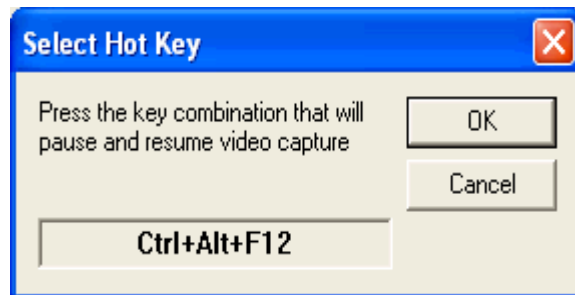 Select Hot Key
Press the key combination that will
pause and resume video capture
OK
Cancel
Ctrl+Alt+F12